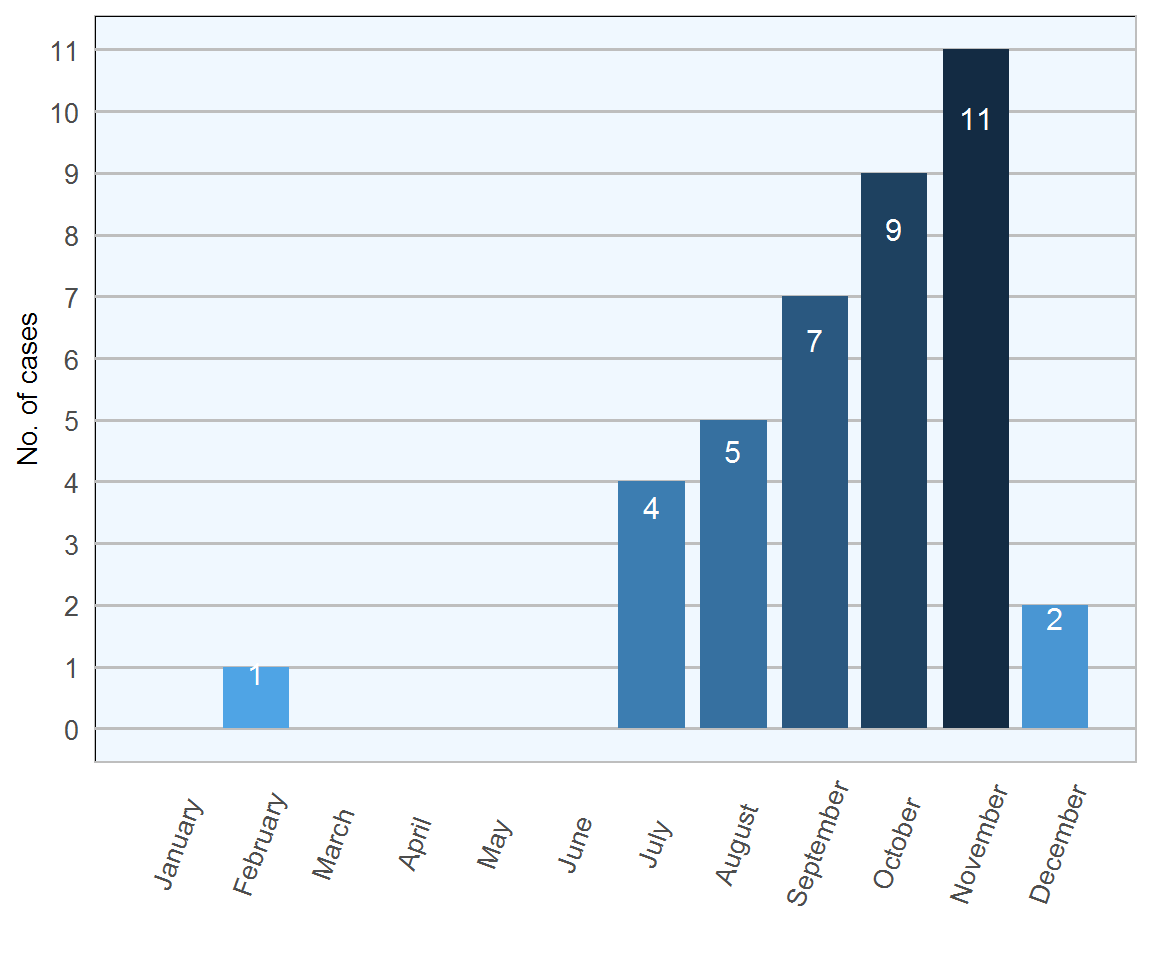 No. of cases
11
10
9
8
7
6
5
4
3
2
1
0
1
4
5
7
9
11
2
January
February
March
April
May
June
July
August
September
October
November
December